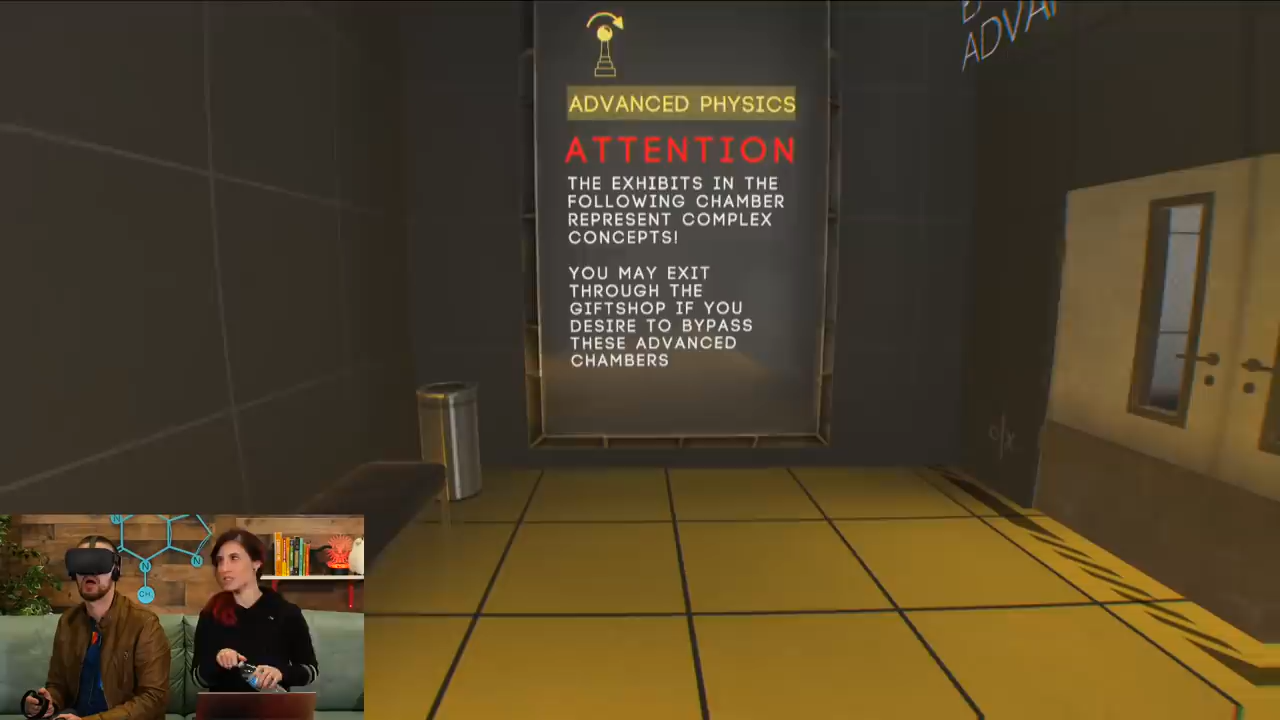 ADVANCED PHYSICS
ATTENTION
THE EXHIBITS IN THE
FOLLOWING CHAMBER
REPRESENT COMPLEX
CONCEPTS!
YOU MAY EXIT
THROUGH THE
GIFTSHOP IF YOU
DESIRE TO BYPASS
THESE ADVANCED
CHAMBERS
N
N
N
CH